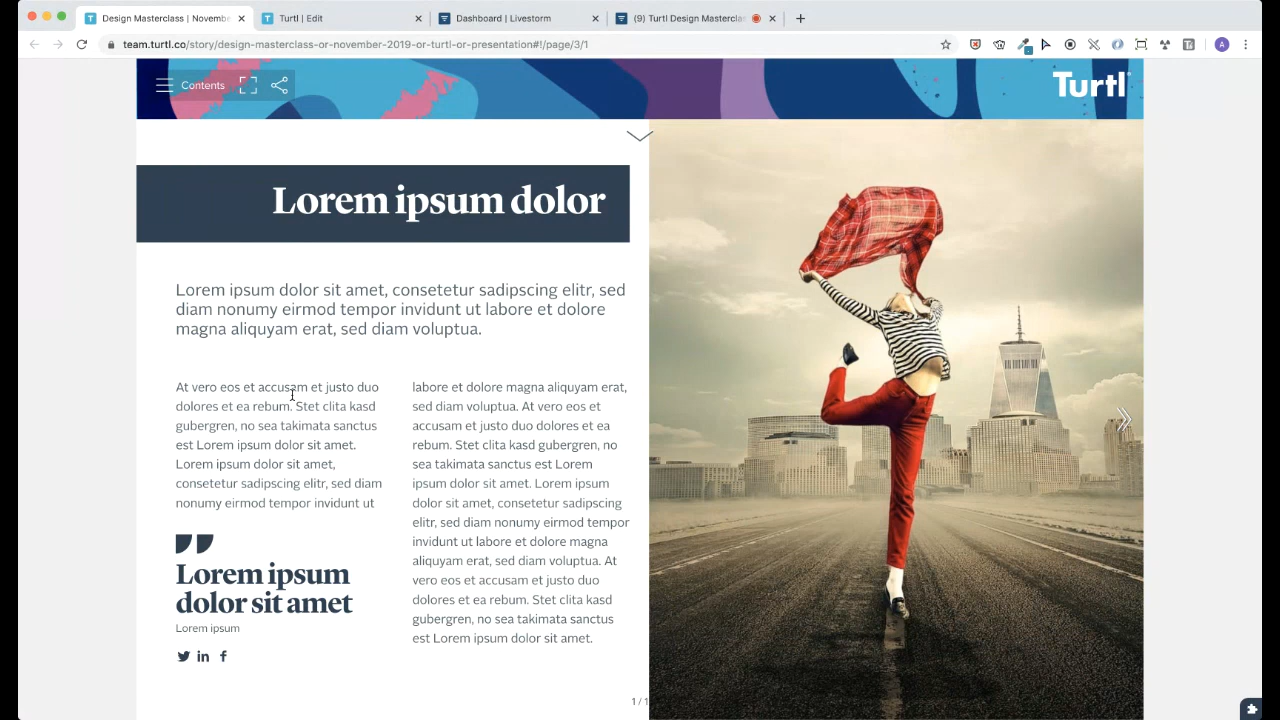 Design Masterclass | Novembe
Turtl | Edit
Dashboard | Livestorm
(9) Turtl Design Masterclas
team.turtl.co/story/design-masterclass-or-november-2019-or-turtl-or-presentation#!/page/3/1
A
Contents
Turtl
Lorem ipsum dolor
Lorem ipsum dolor sit amet, consetetur sadipscing elitr, sed
diam nonumy eirmod tempor invidunt ut labore et dolore
magna aliquyam erat, sed diam voluptua.
At vero eos et accusam et justo duo
dolores et ea rebum. Stet clita kasd
gubergren, no sea takimata sanctus
est Lorem ipsum dolor sit amet.
Lorem ipsum dolor sit amet,
consetetur sadipscing elitr, sed diam
nonumy eirmod tempor invidunt ut
Lorem ipsum
dolor sit amet
Lorem ipsum
labore et dolore magna aliquyam erat,
sed diam voluptua. At vero eos et
accusam et justo duo dolores et ea
rebum. Stet clita kasd gubergren, no
sea takimata sanctus est Lorem
ipsum dolor sit amet. Lorem ipsum
dolor sit amet, consetetur sadipscing
elitr, sed diam nonumy eirmod tempor
invidunt ut labore et dolore magna
aliquyam erat, sed diam voluptua. At
vero eos et accusam et justo duo
dolores et ea rebum. Stet clita kasd
gubergren, no sea takimata sanctus
est Lorem ipsum dolor sit amet.
1 / 1